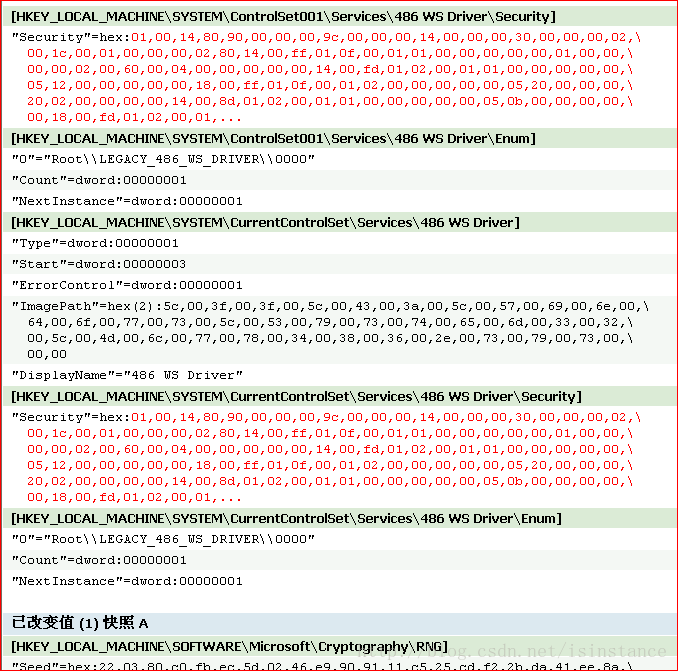 [HKEY_LOCAL_MACHINE\SYSTEM\ControlSet001\Services\486 WS Driver\Security]
"Security"=hex:01,00,14,80,90,00,00,00,9c,00,00,00,14,00,00,00,30,00,00,00,02,\
00,1c,00,01,00,00,00,02,80,14,00,ff,01,0f,00,01,01,00,00,00,00,00,01,00,00,\
00,00,02,00,60,00,04,00,00,00,00,00,14,00,fd,01,02,00,01,01,00,00,00,00,00,\
05,12,00,00,00,00,00,18,00,ff,01,0f,00,01,02,00,00,00,00,00,05,20,00,00,00,\
20,02,00,00,00,00,14,00,8d,01,02,00,01,01,00,00,00,00,00,05,0b,00,00,00,00,\
00,18,00,fd,01,02,00,01,...
[HKEY_LOCAL_MACHINE\SYSTEM\ControlSet001\Services\486 WS Driver\Enum]
"0"="Root\\LEGACY_486_WS_DRIVER\\0000"
"Count"=dword:00000001
"NextInstance"=dword:00000001
[HKEY_LOCAL_MACHINE\SYSTEM\CurrentControlSet\Services\486 WS Driver]
"Type"=dword:00000001
"Start"=dword:00000003
"ErrorControl"=dword:00000001
"ImagePath"=hex(2):5c,00,3f,00,3f,00,5c,00,43,00,3a,00,5c,00,57,00,69,00,6e,00,\
64,00,6f,00,77,00,73,00,5c,00,53,00,79,00,73,00,74,00,65,00,6d,00,33,00,32,\
00,5c,00,4d,00,6c,00,77,00,78,00,34,00,38,00,36,00,2e,00,73,00,79,00,73,00,\
00,00
"DisplayName"="486 WS Driver"
[HKEY_LOCAL_MACHINE\SYSTEM\CurrentControlSet\Services\486 WS Driver\Security]
"Security"=hex:01,00,14,80,90,00,00,00,9c,00,00,00,14,00,00,00,30,00,00,00,02,\
00,1c,00,01,00,00,00,02,80,14,00,ff,01,0f,00,01,01,00,00,00,00,00,01,00,00,\
00,00,02,00,60,00,04,00,00,00,00,00,14,00,fd,01,02,00,01,01,00,00,00,00,00,\
05,12,00,00,00,00,00,18,00,ff,01,0f,00,01,02,00,00,00,00,00,05,20,00,00,00,\
20,02,00,00,00,00,14,00,8d,01,02,00,01,01,00,00,00,00,00,05,0b,00,00,00,00,\
00,18,00,fd,01,02,00,01,...
[HKEY_LOCAL_MACHINE\SYSTEM\CurrentControlSet\Services\486 WS Driver\Enum]
"0"="Root\\LEGACY_486_WS_DRIVER\\0000"
"Count"=dword:00000001
"NextInstance"=dword:00000001
已改变值 (1) 快照 A
[HKEY_LOCAL_MACHINE\SOFTWARE\Microsoft\Cryptography\RNG]
blog.csdn.net/isinstance
"Seed"=hex:22,03,80,c0,fb,ec,5d,02,46,e9,90,91,11,c5,25,cd,f2,2b,da,41,ee,8a,\